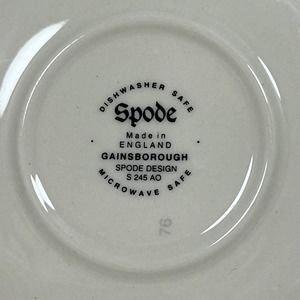 DISHWASHER SAFE
Spode
Made in
ENGLAND
GAINSBOROUGH
SPODE DESIGN
S 245 AO
MICROWAVE SAFE
76